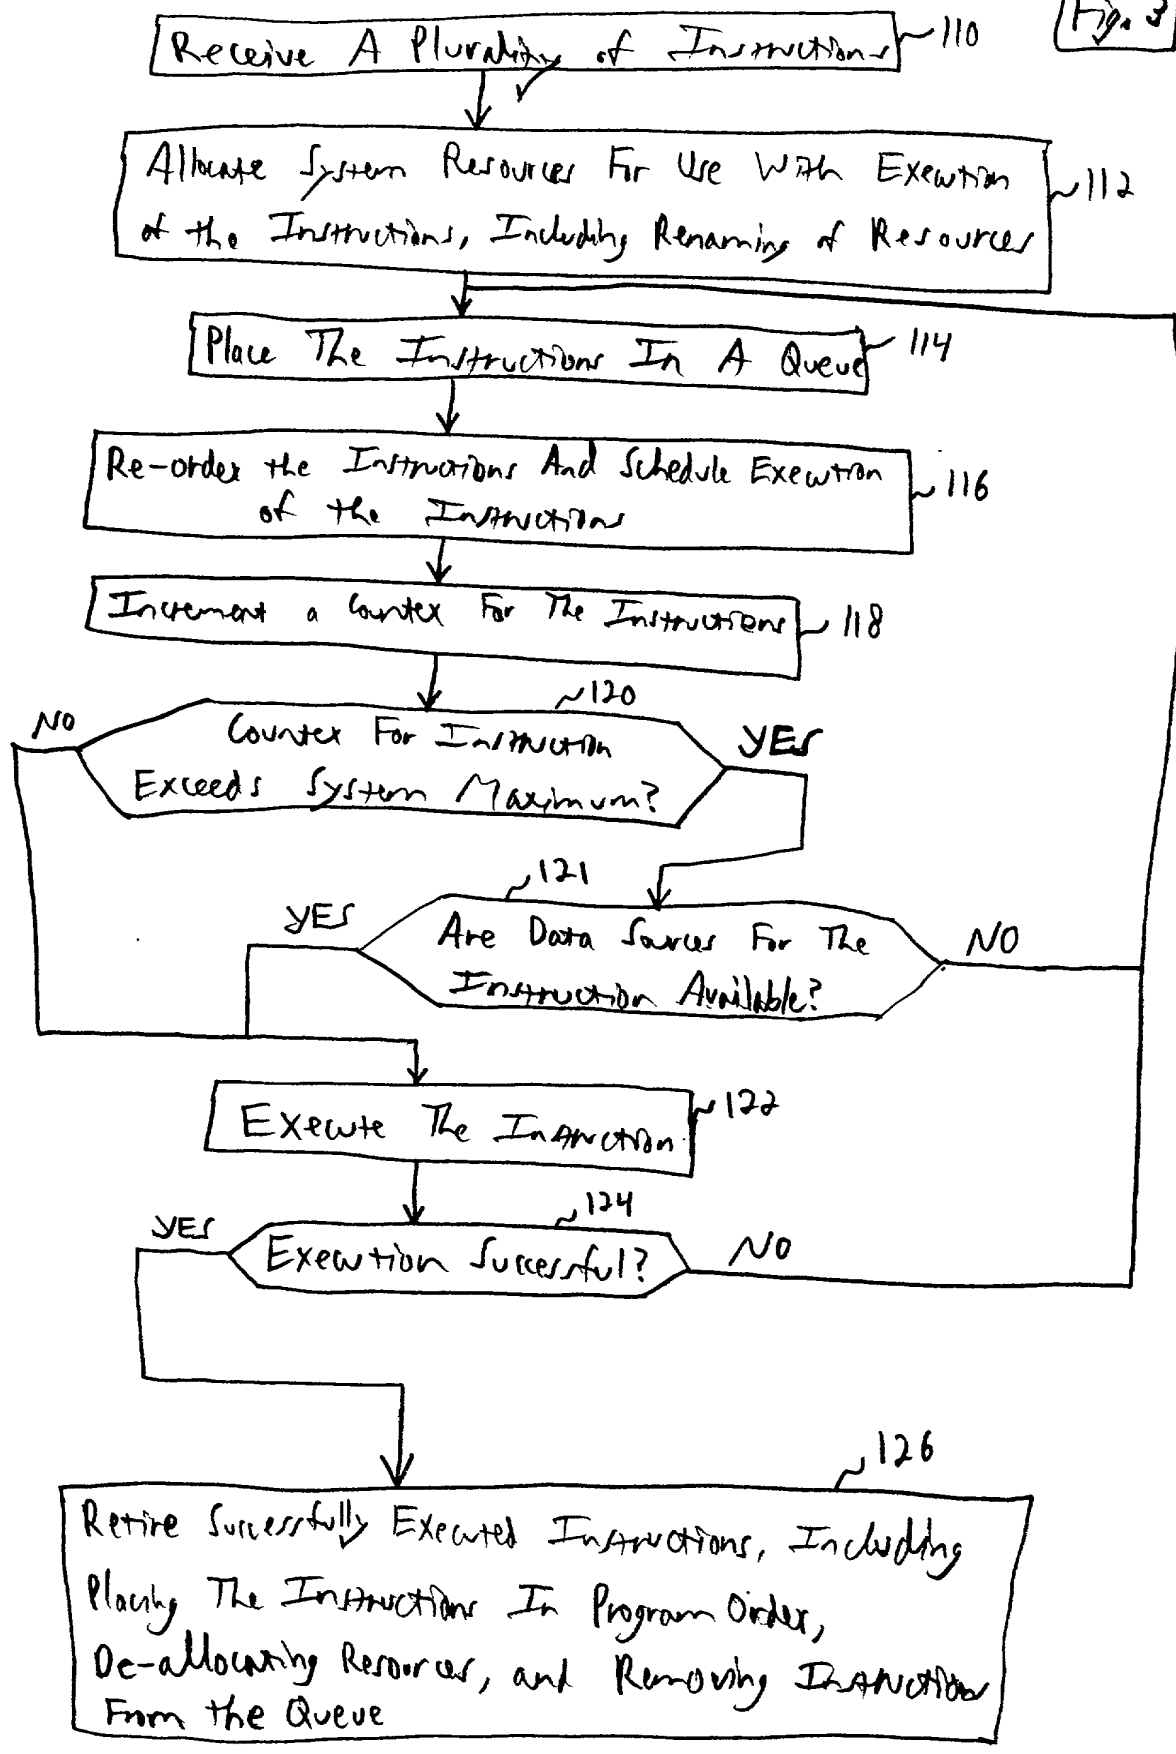 Fig. 3
Receive A Plurality of Instructions
110
Allocate System Resources For Use With Execution
of the Instructions, Including Renaming of Resources
112
Place The Instructions In A Queue
114
Re-order the Instructions And Schedule Execution
of the Instructions
116
Increment a Counter For The Instructions
118
120
NO
Counter For Instruction
Exceeds System Maximum?
YES
121
YES
Are Data Sources For The
Instruction Available?
NO
Execute The Instruction
122
124
YES
Execution Successful?
NO
126
Retire Successfully Executed Instructions, Including
Placing The Instructions In Program Order,
De-allocating Resources, and Removing Instructions
From the Queue